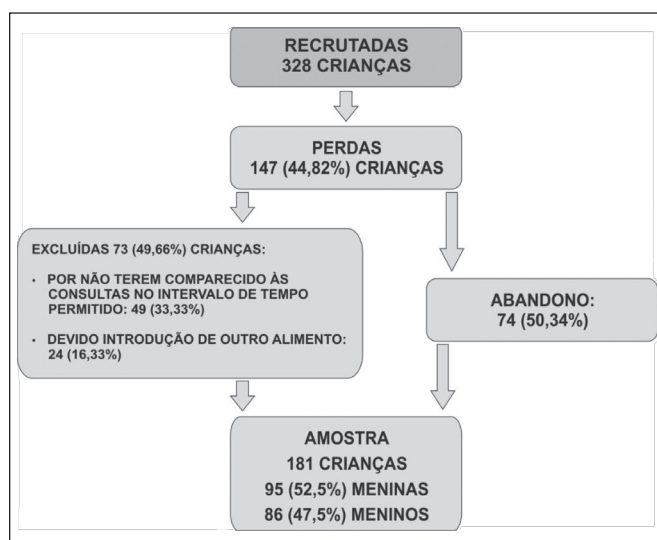 RECRUTADAS
328 CRIANÇAS
PERDAS
147 (44,82%) CRIANÇAS
EXCLUÍDAS 73 (49,66%) CRIANÇAS:
• POR NÃO TEREM COMPARECIDO ÀS
CONSULTAS NO INTERVALO DE TEMPO
PERMITIDO: 49 (33,33%)
• DEVIDO INTRODUÇÃO DE OUTRO ALIMENTO:
24 (16,33%)
ABANDONO:
74 (50,34%)
AMOSTRA
181 CRIANÇAS
95 (52,5%) MENINAS
86 (47,5%) MENINOS